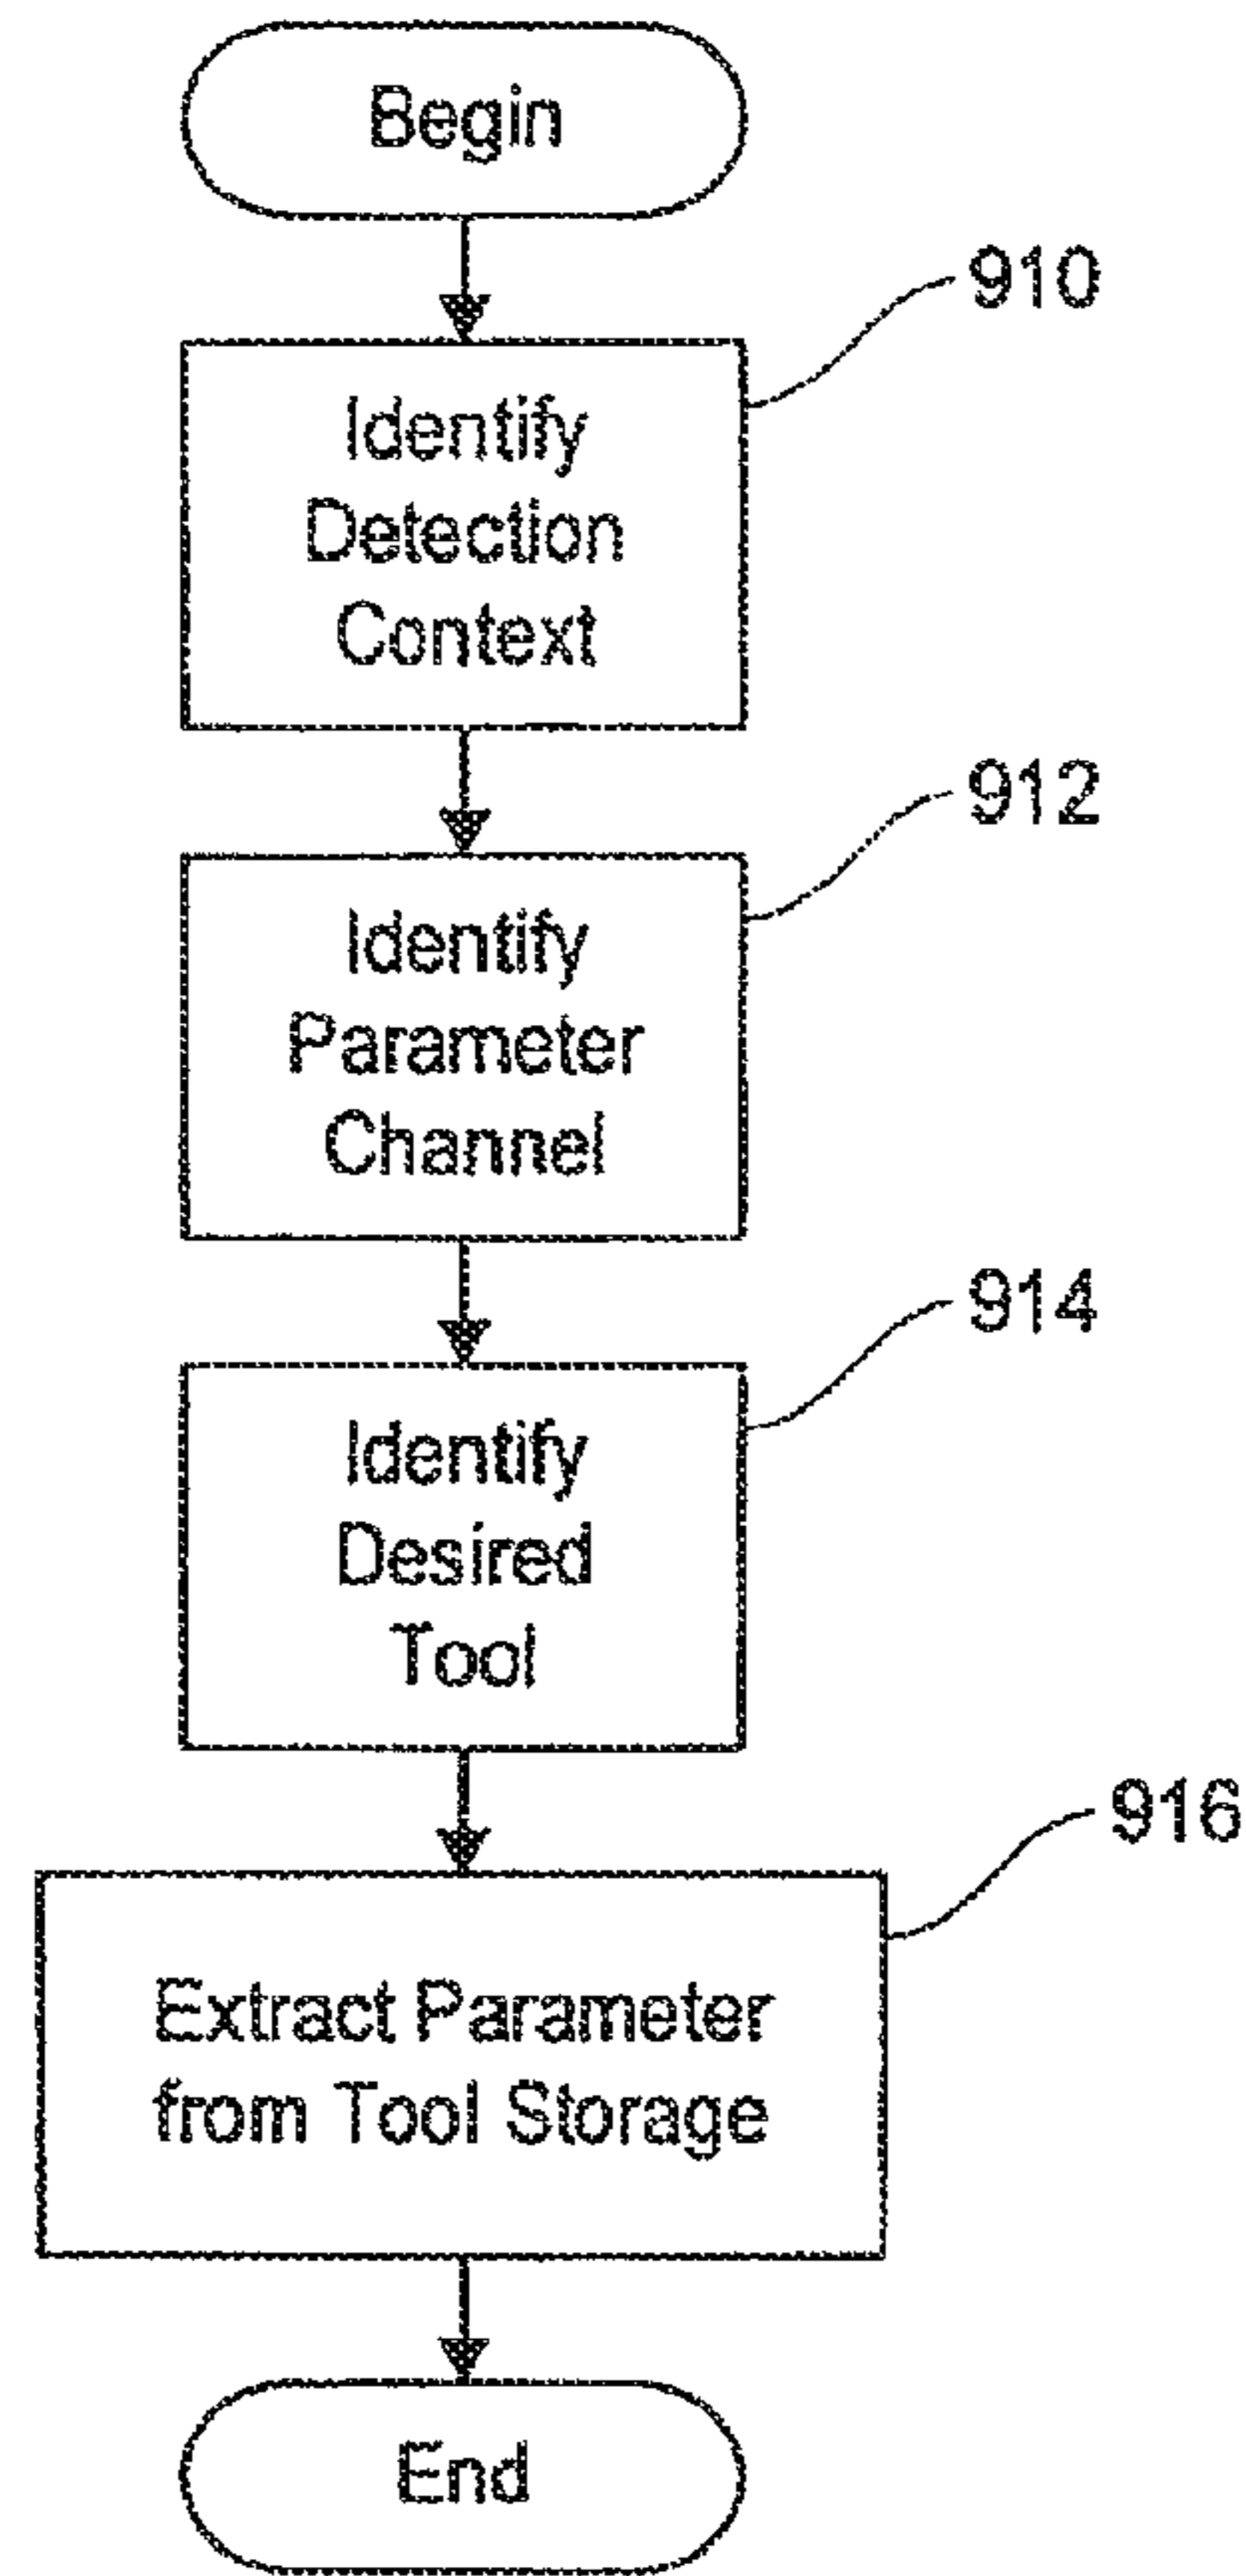 Begin
910
Identify
Detection
Context
912
Identify
Parameter
Channel
914
Identify
Desired
Tool
916
Extract Parameter
from Tool Storage
End